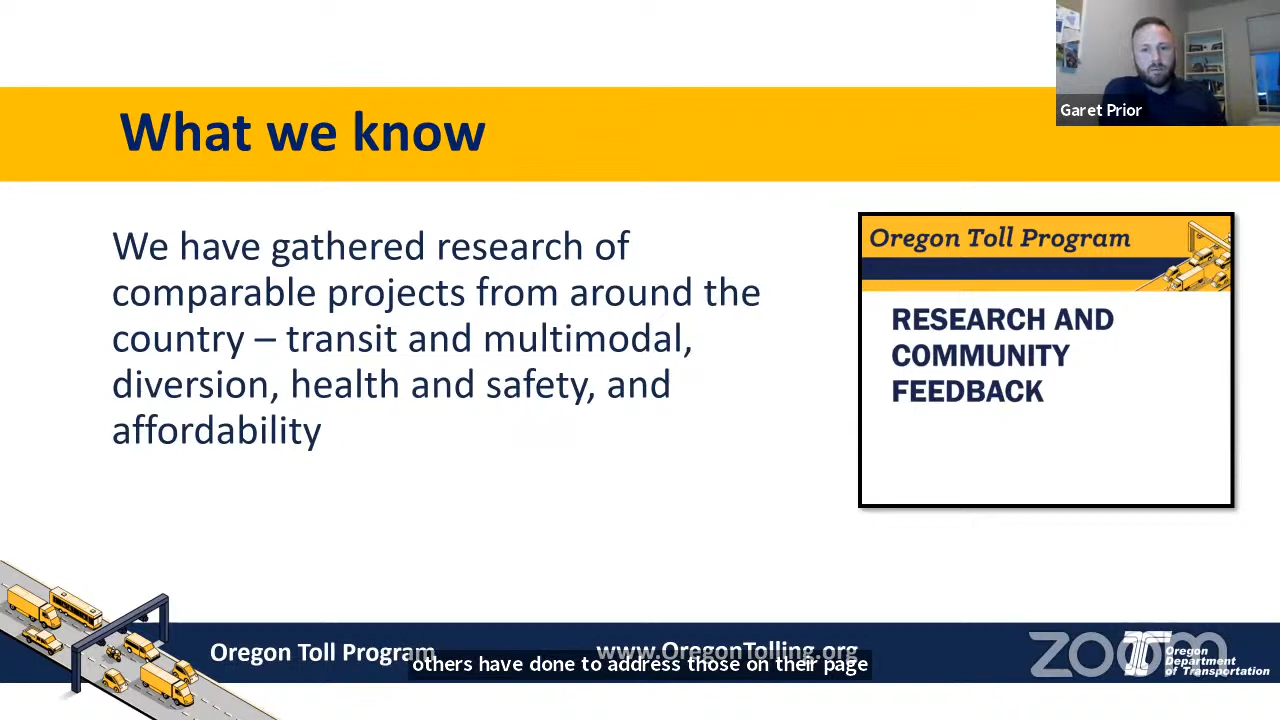 Garet Prior
What we know
We have gathered research of
comparable projects from around the
country – transit and multimodal,
diversion, health and safety, and
affordability
Oregon Toll Program
RESEARCH AND
COMMUNITY
FEEDBACK
Oregon Toll Program
www.OregonTolling.org
others have done to address those on their page
zoom
Oregon
Department
of Transportation